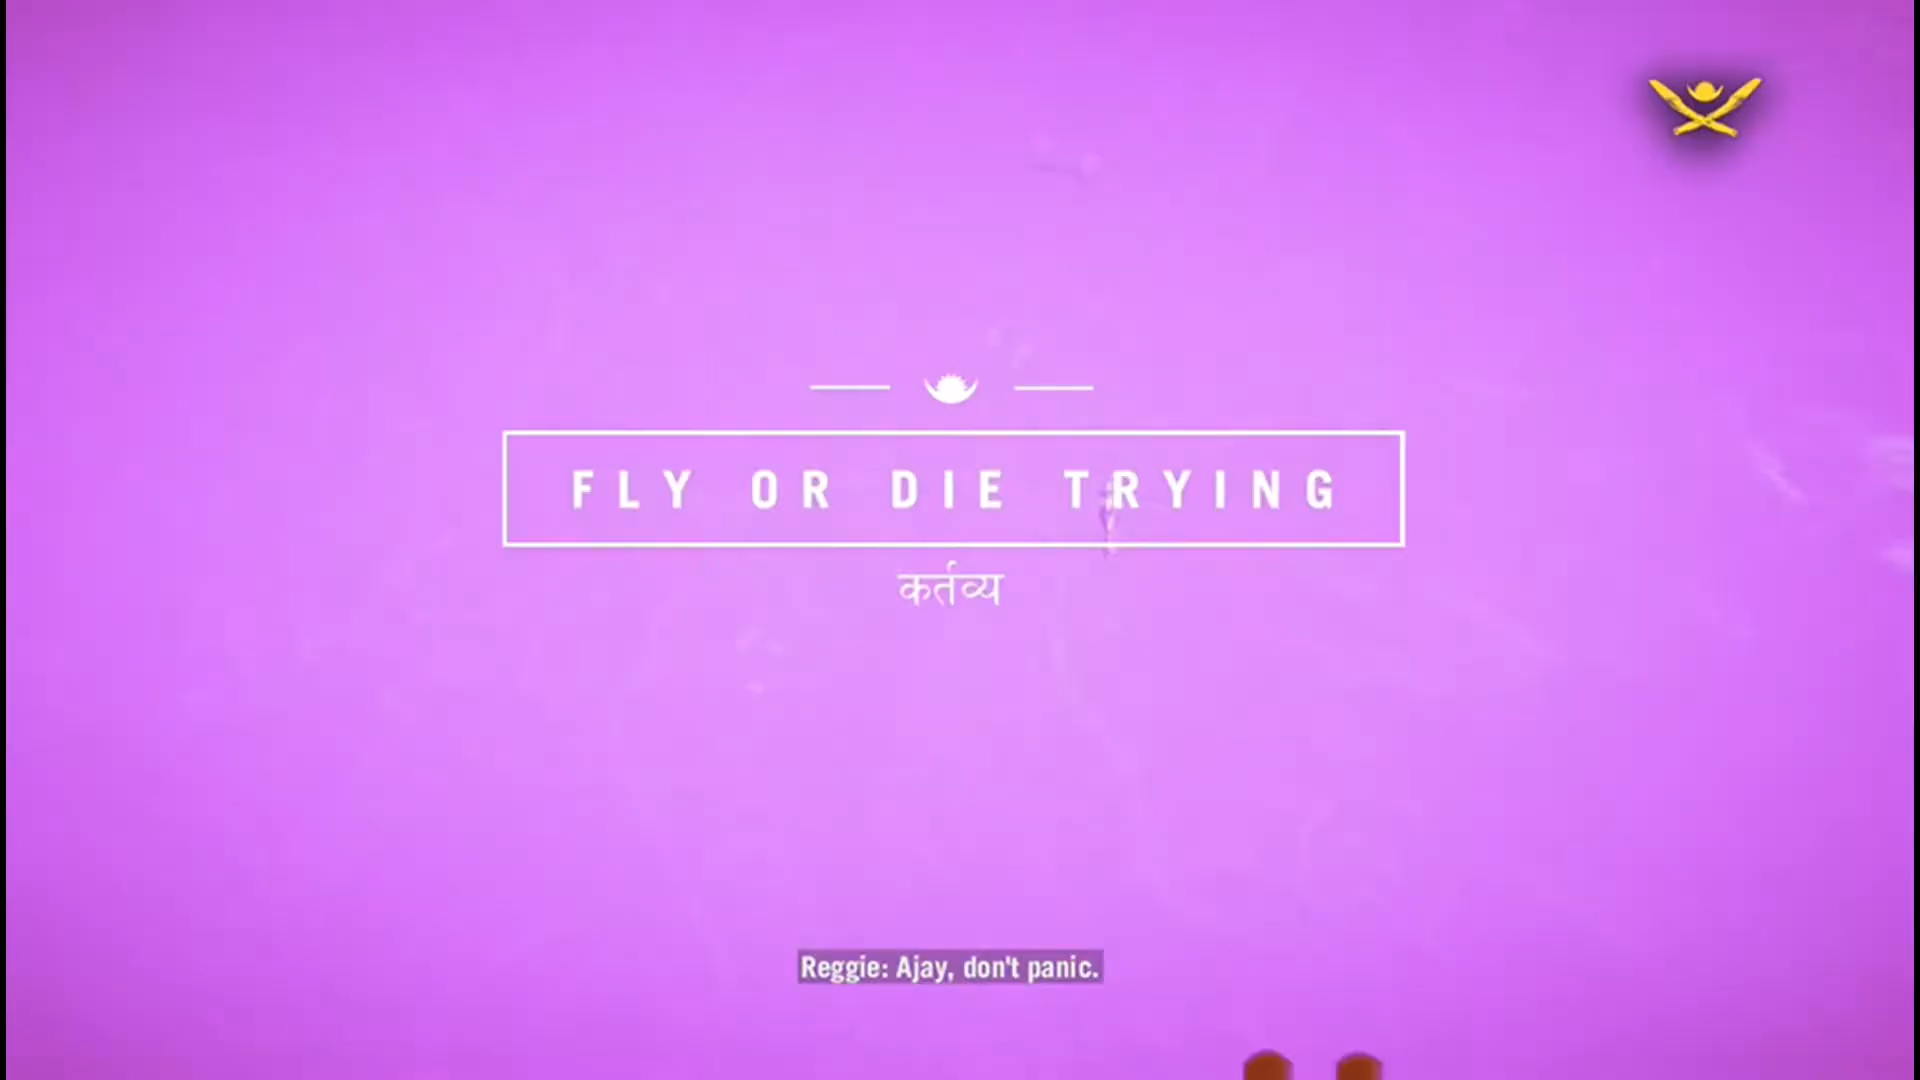 FLY OR DIE TRYING
कर्तव्य
Reggie: Ajay, don't panic.